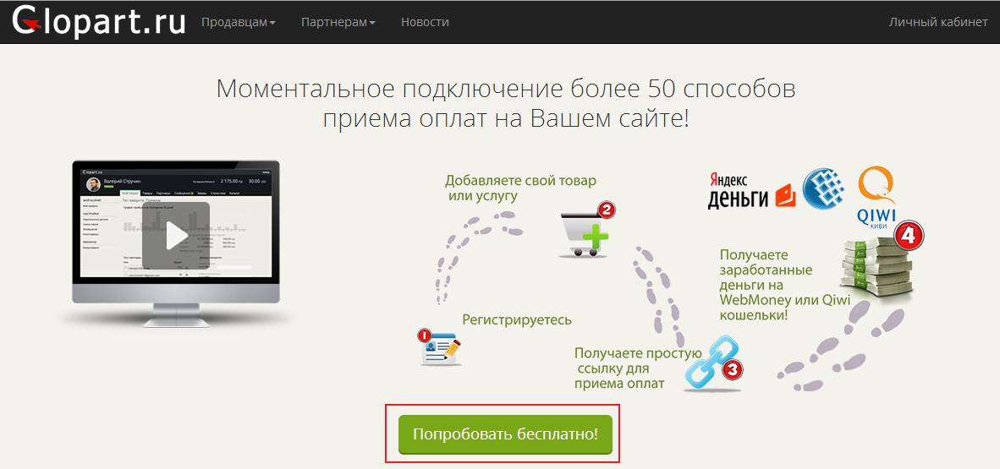 Glopart.ru Продавцам Партнерам Новости Личный кабинет
Моментальное подключение более 50 способов
приема оплат на Вашем сайте!
Glopart.ru
Валерий Стручин
2 175.00
30.00
Добавляете свой товар
или услугу
2
Яндекс
деньги
QIWI
КИВИ
4
Получаете
заработанные
деньги на
WebMoney или Qiwi
кошельки!
1
Регистрируетесь
Получаете простую
ссылку для
приема оплат
3
Попробовать бесплатно!